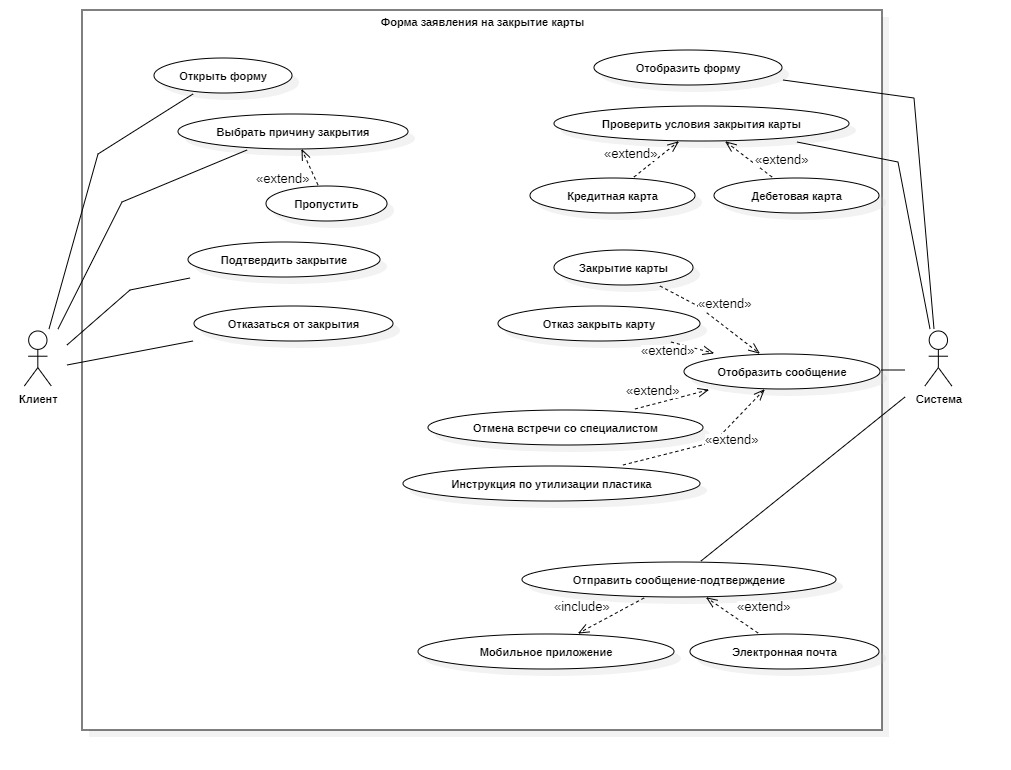 Форма заявления на закрытие карты
Открыть форму
Отобразить форму
Выбрать причину закрытия
Проверить условия закрытия карты
«extend»
«extend»
«extend»
Пропустить
Кредитная карта
Дебетовая карта
Подтвердить закрытие
Закрытие карты
«extend»
Отказаться от закрытия
Отказ закрыть карту
«extend»
Отобразить сообщение
«extend»
Клиент
Система
Отмена встречи со специалистом
«extend»
Инструкция по утилизации пластика
Отправить сообщение-подтверждение
«include»
«extend»
Мобильное приложение
Электронная почта